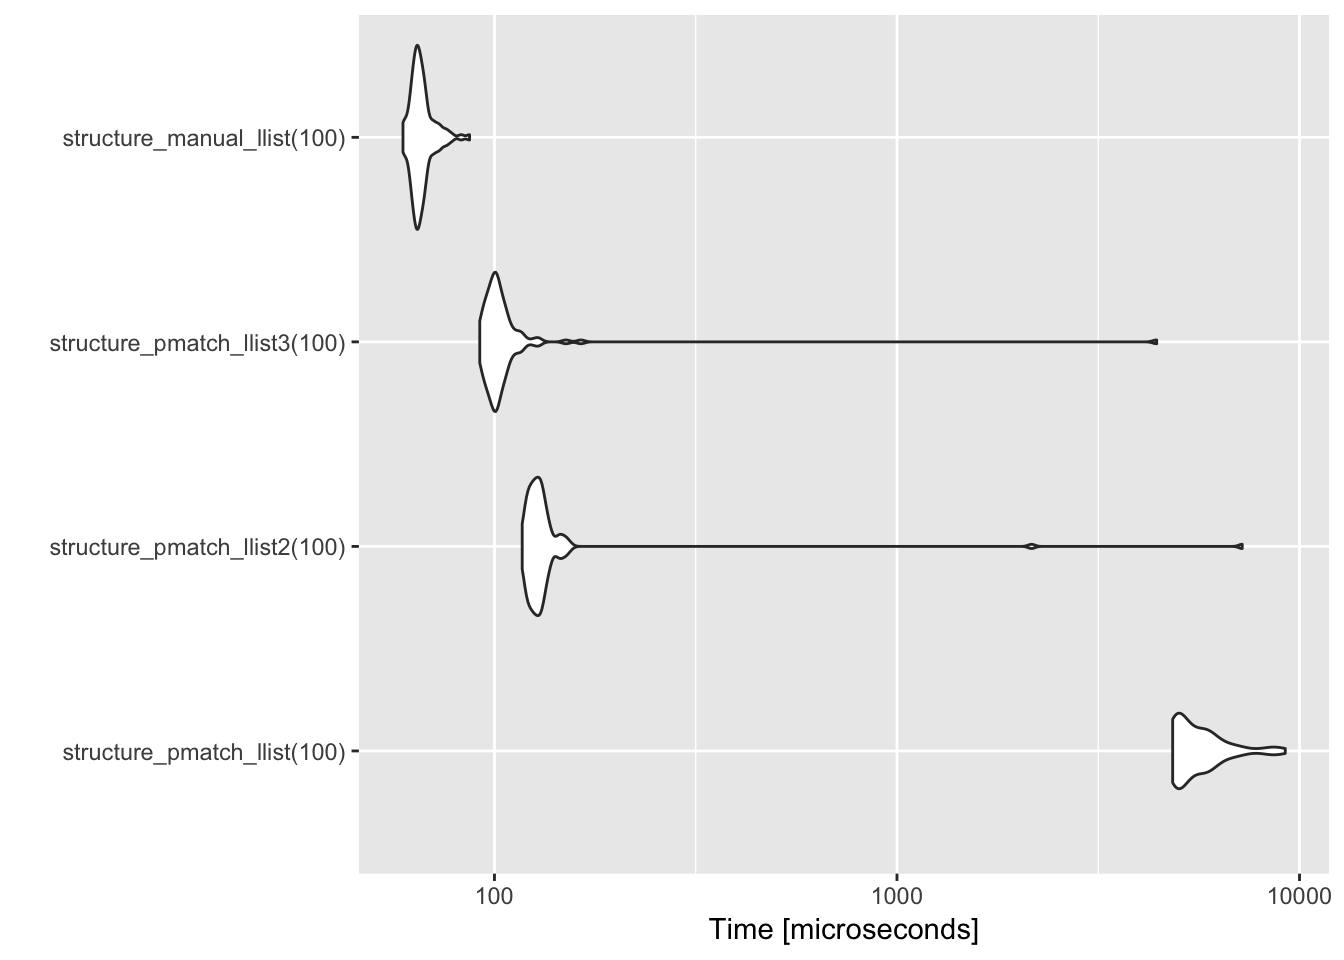 structure_manual_llist(100)
structure_pmatch_llist3(100)
structure_pmatch_llist2(100)
structure_pmatch_llist(100)
100 1000 10000
Time [microseconds]